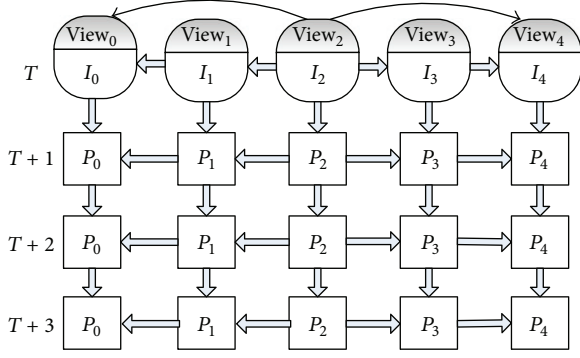 View₀ View₁ View₂ View₃ View₄
T I₀ I₁ I₂ I₃ I₄
T + 1 P₀ P₁ P₂ P₃ P₄
T + 2 P₀ P₁ P₂ P₃ P₄
T + 3 P₀ P₁ P₂ P₃ P₄